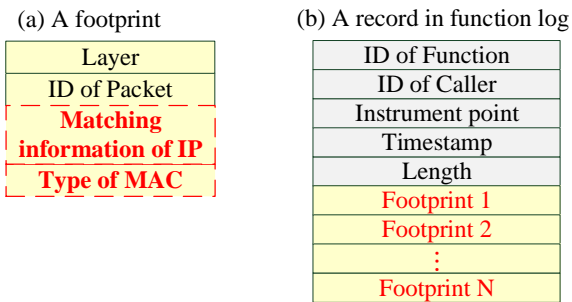 (a) A footprint
Layer
ID of Packet
Matching
information of IP
Type of MAC
(b) A record in function log
ID of Function
ID of Caller
Instrument point
Timestamp
Length
Footprint 1
Footprint 2
⋮
Footprint N